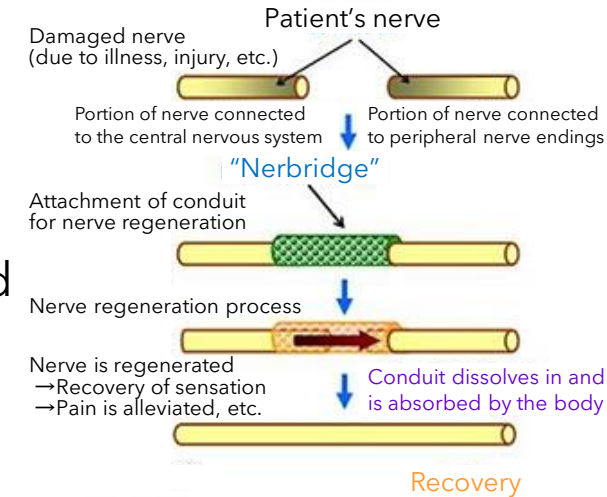 Patient's nerve
Damaged nerve
(due to illness, injury, etc.)
Portion of nerve connected
to the central nervous system
Portion of nerve connected
to peripheral nerve endings
“Nerbridge”
Attachment of conduit
for nerve regeneration
d
Nerve regeneration process
Nerve is regenerated
→Recovery of sensation
→Pain is alleviated, etc.
Conduit dissolves in and
is absorbed by the body
Recovery